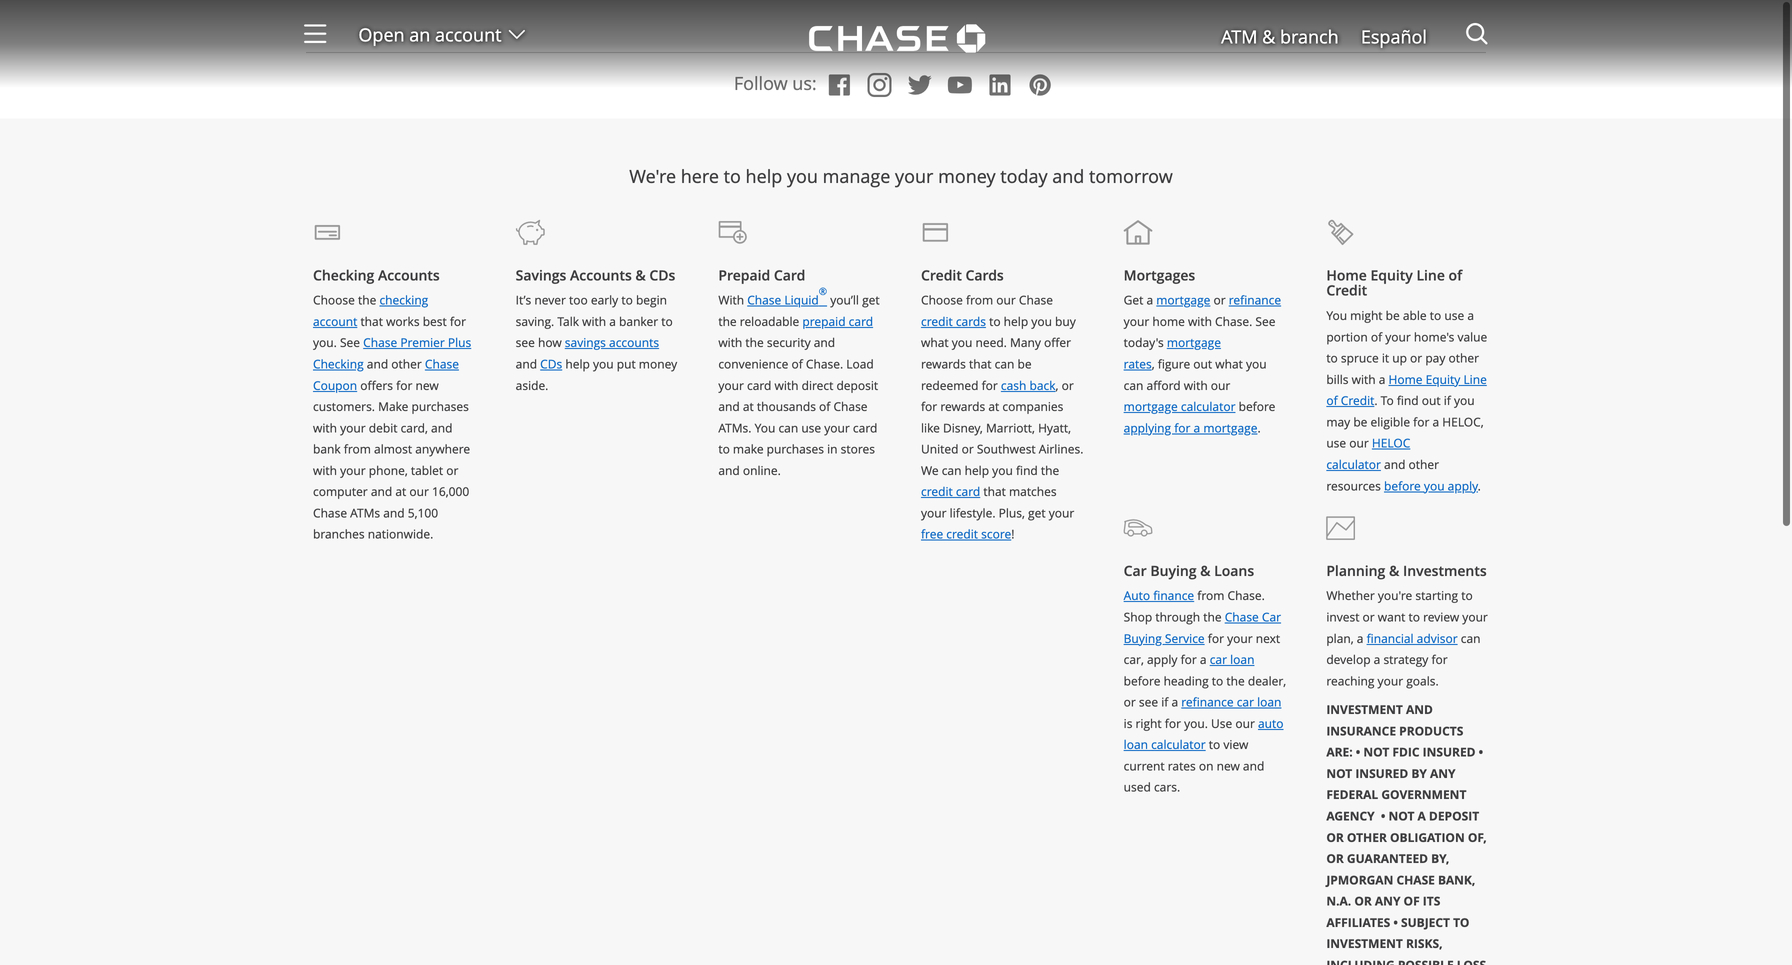 Open an account
CHASE
ATM & branch
Español
Follow us:
We're here to help you manage your money today and tomorrow
Checking Accounts
Choose the checking
account that works best for
you. See Chase Premier Plus
Checking and other Chase
Coupon offers for new
customers. Make purchases
with your debit card, and
bank from almost anywhere
with your phone, tablet or
computer and at our 16,000
Chase ATMs and 5,100
branches nationwide.
Savings Accounts & CDs
It’s never too early to begin
saving. Talk with a banker to
see how savings accounts
and CDs help you put money
aside.
Prepaid Card
With Chase Liquid® you’ll get
the reloadable prepaid card
with the security and
convenience of Chase. Load
your card with direct deposit
and at thousands of Chase
ATMs. You can use your card
to make purchases in stores
and online.
Credit Cards
Choose from our Chase
credit cards to help you buy
what you need. Many offer
rewards that can be
redeemed for cash back, or
for rewards at companies
like Disney, Marriott, Hyatt,
United or Southwest Airlines.
We can help you find the
credit card that matches
your lifestyle. Plus, get your
free credit score!
Mortgages
Get a mortgage or refinance
your home with Chase. See
today's mortgage
rates, figure out what you
can afford with our
mortgage calculator before
applying for a mortgage.
Home Equity Line of
Credit
You might be able to use a
portion of your home's value
to spruce it up or pay other
bills with a Home Equity Line
of Credit. To find out if you
may be eligible for a HELOC,
use our HELOC
calculator and other
resources before you apply.
Car Buying & Loans
Auto finance from Chase.
Shop through the Chase Car
Buying Service for your next
car, apply for a car loan
before heading to the dealer,
or see if a refinance car loan
is right for you. Use our auto
loan calculator to view
current rates on new and
used cars.
Planning & Investments
Whether you're starting to
invest or want to review your
plan, a financial advisor can
develop a strategy for
reaching your goals.
INVESTMENT AND
INSURANCE PRODUCTS
ARE: • NOT FDIC INSURED •
NOT INSURED BY ANY
FEDERAL GOVERNMENT
AGENCY • NOT A DEPOSIT
OR OTHER OBLIGATION OF,
OR GUARANTEED BY,
JPMORGAN CHASE BANK,
N.A. OR ANY OF ITS
AFFILIATES • SUBJECT TO
INVESTMENT RISKS,
INCLUDING POSSIBLE LOSS